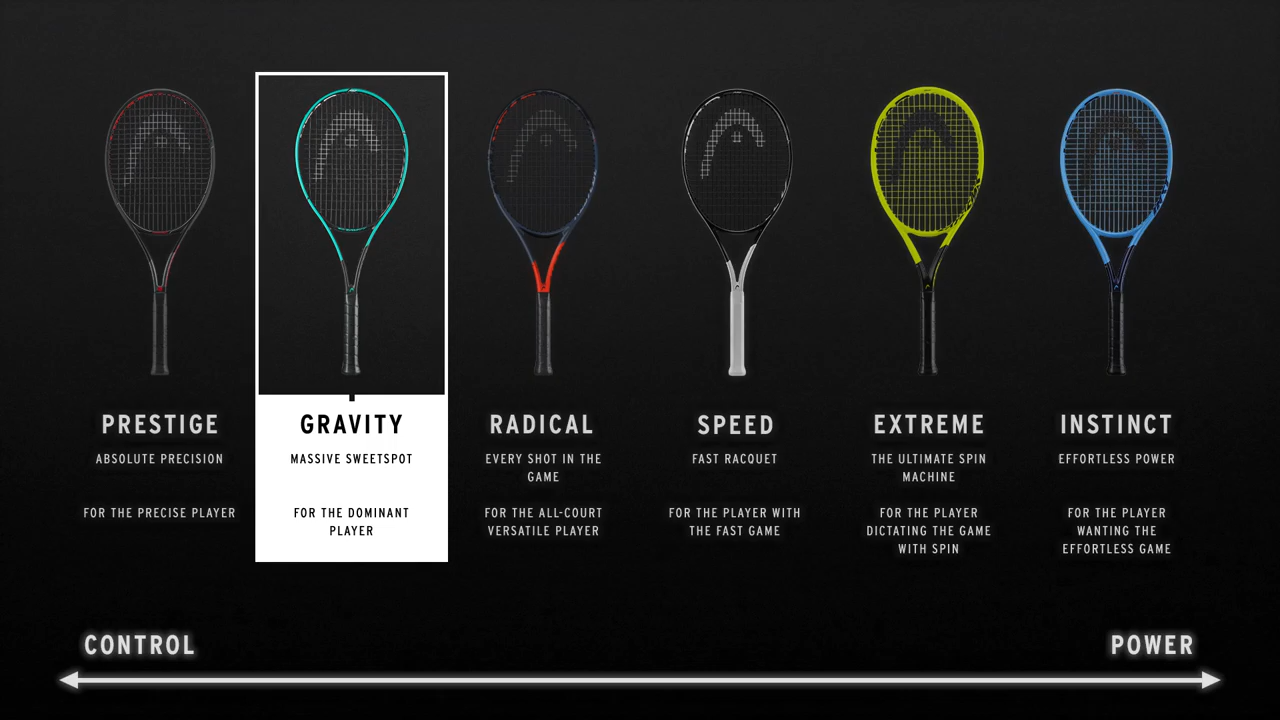 PRESTIGE
ABSOLUTE PRECISION
FOR THE PRECISE PLAYER
GRAVITY
MASSIVE SWEETSPOT
FOR THE DOMINANT
PLAYER
RADICAL
EVERY SHOT IN THE
GAME
FOR THE ALL-COURT
VERSATILE PLAYER
SPEED
FAST RACQUET
FOR THE PLAYER WITH
THE FAST GAME
EXTREME
THE ULTIMATE SPIN
MACHINE
FOR THE PLAYER
DICTATING THE GAME
WITH SPIN
INSTINCT
EFFORTLESS POWER
FOR THE PLAYER
WANTING THE
EFFORTLESS GAME
CONTROL
POWER